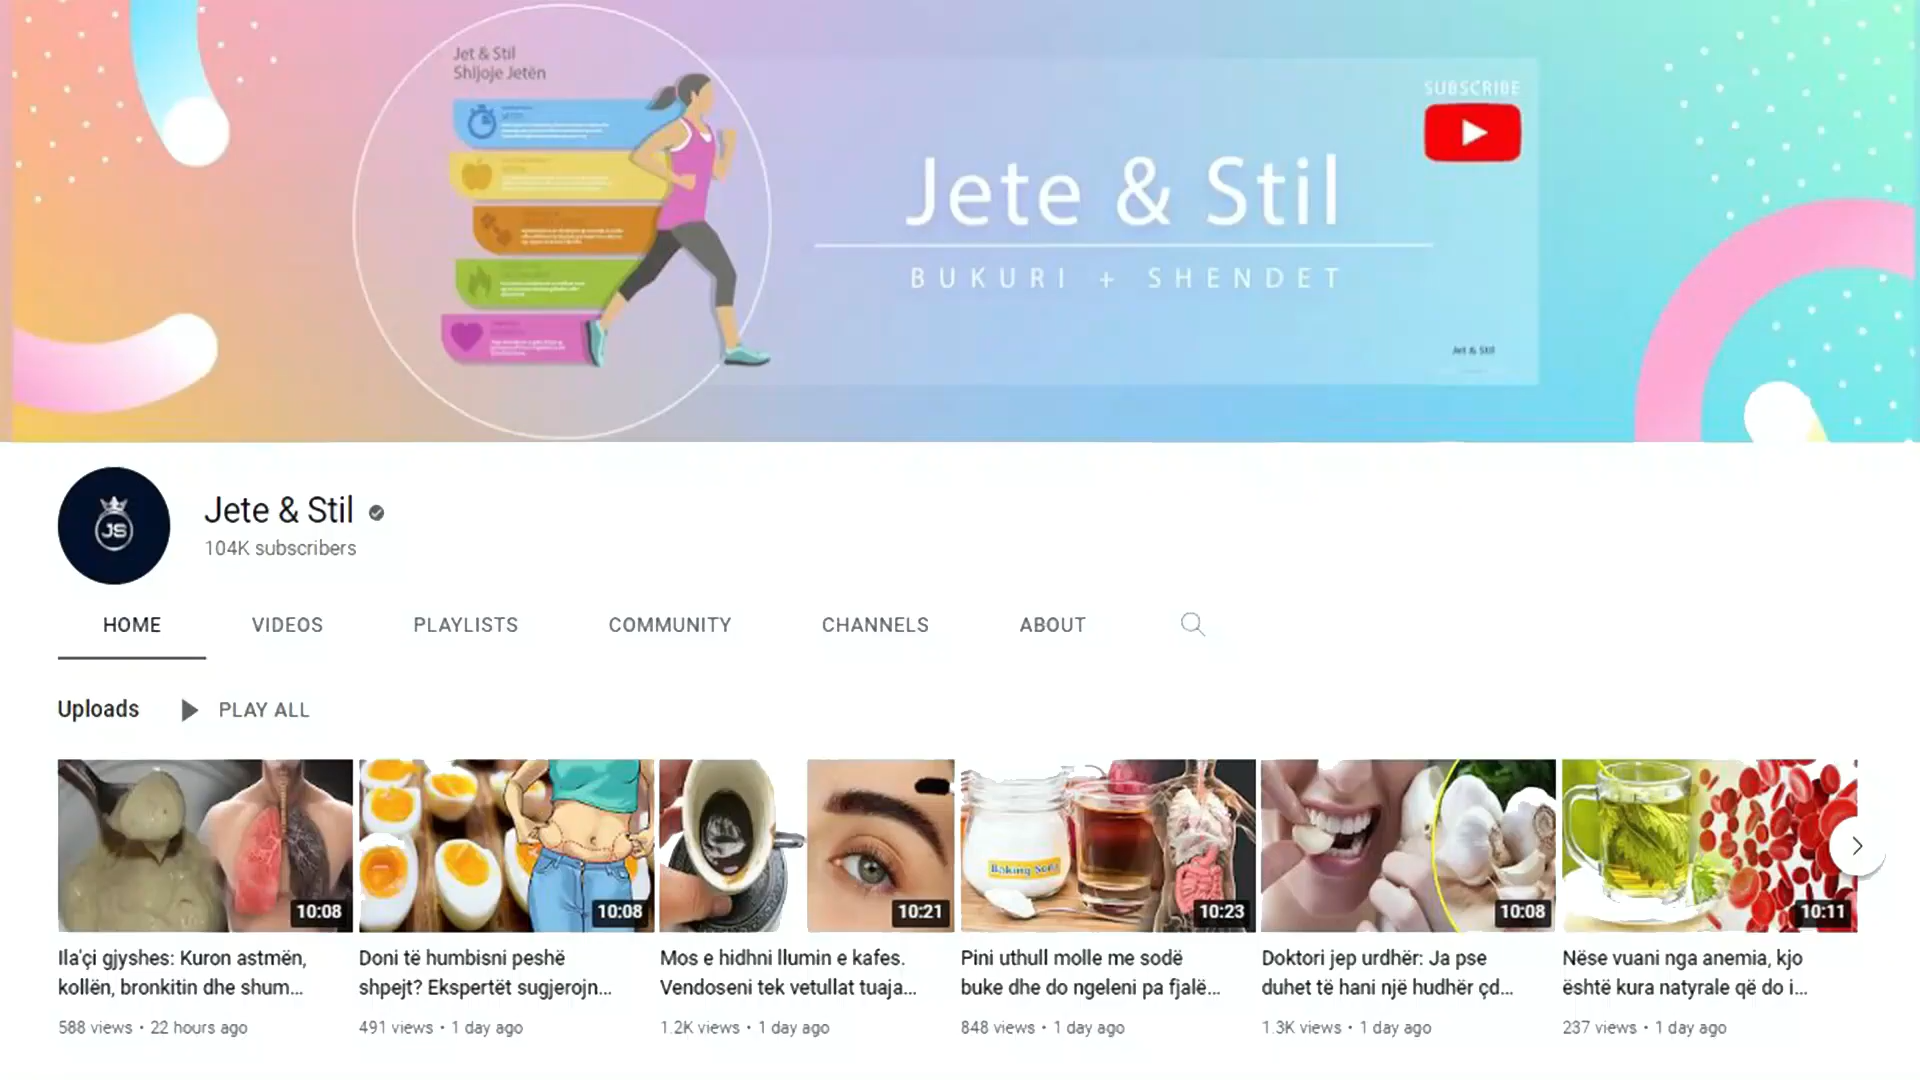 Jet & Stil
Shijoje Jetën
SUBSCRIBE
Jete & Stil
BUKURI + SHENDET
Jet & Stil
JS
Jete & Stil
104K subscribers
HOME VIDEOS PLAYLISTS COMMUNITY CHANNELS ABOUT
Uploads PLAY ALL
Baking Soda
10:08
10:08
10:21
10:23
10:08
10:11
Ila'çi gjyshes: Kuron astmën,
kollën, bronkitin dhe shum...
588 views • 22 hours ago
Doni të humbisni peshë
shpejt? Ekspertët sugjerojn...
491 views • 1 day ago
Mos e hidhni llumin e kafes.
Vendoseni tek vetullat tuaja...
1.2K views • 1 day ago
Pini uthull molle me sodë
buke dhe do ngeleni pa fjalë...
848 views • 1 day ago
Doktori jep urdhër: Ja pse
duhet të hani një hudhër çd...
1.3K views • 1 day ago
Nëse vuani nga anemia, kjo
është kura natyrale që do i...
237 views • 1 day ago